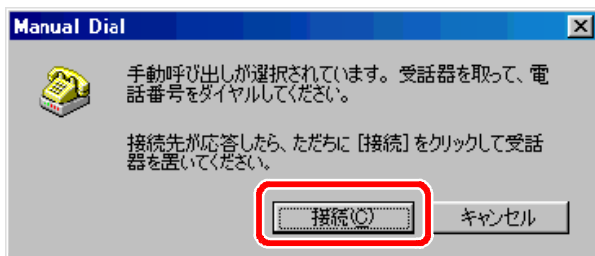 Manual Dial
手動呼び出しが選択されています。受話器を取って、電
話番号をダイヤルしてください。
接続先が応答したら、ただちに [接続] をクリックして受話
器を置いてください。
接続(C)
キャンセル